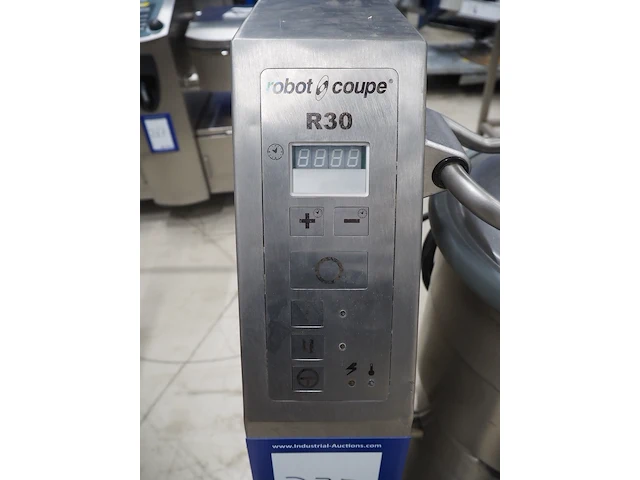 robot coupe®
R30
8888
+ -
www.Industrial-Auctions.com